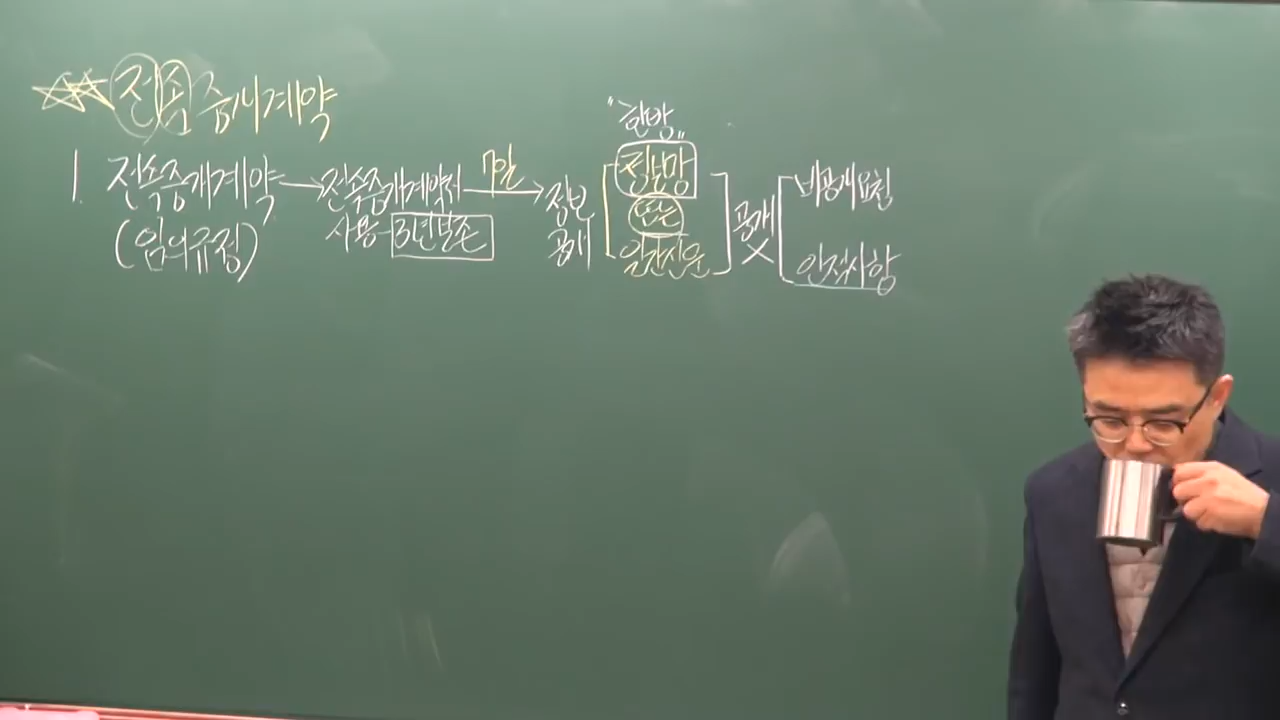 전속중개계약
1. 전속중개계약 → 전속중개계약서 7일 →
(임의규정)
사용-3년보존
정보
공개
"한방"
정보망
또는
일간신문
공개
X
비공개요청
인적사항